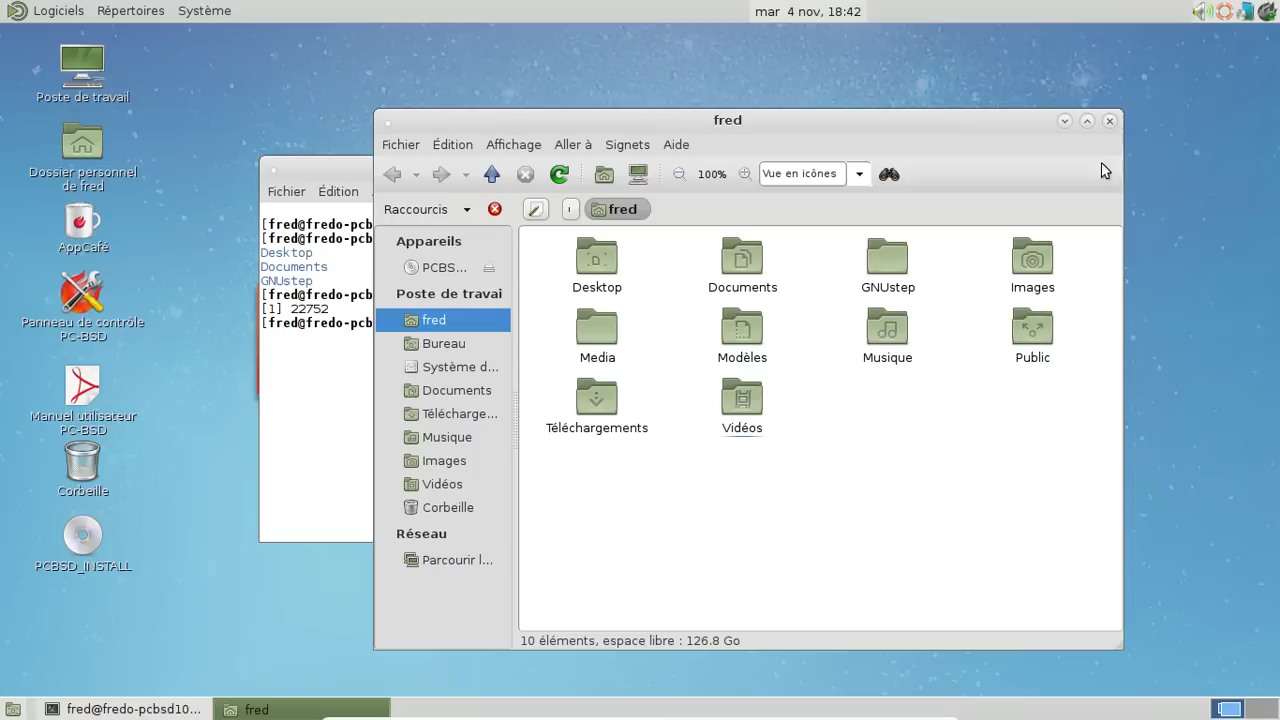 Logiciels Répertoires Système mar 4 nov, 18:42
Poste de travail
Dossier personnel
de fred
AppCafé
Panneau de contrôle
PC-BSD
Manuel utilisateur
PC-BSD
Corbeille
PCBSD_INSTALL
Fichier Édition
[fred@fredo-pcb
[fred@fredo-pcb
Desktop
Documents
GNUstep
[fred@fredo-pcb
[1] 22752
[fred@fredo-pcb
fred
Fichier Édition Affichage Aller à Signets Aide
100% Vue en icônes
Raccourcis fred
Appareils
PCBS...
Poste de travai
fred
Bureau
Système d...
Documents
Télécharge...
Musique
Images
Vidéos
Corbeille
Réseau
Parcourir l...
Desktop Documents GNUstep Images
Media Modèles Musique Public
Téléchargements Vidéos
10 éléments, espace libre : 126.8 Go
fred@fredo-pcbsd10... fred